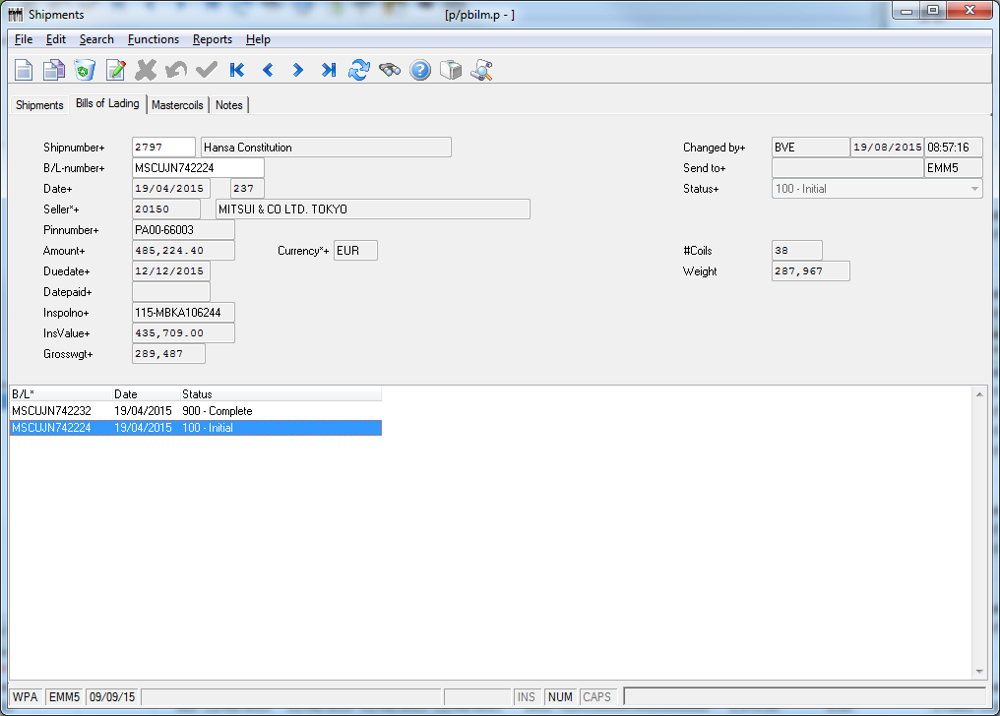 Shipments [p/pbilm.p - ]
File Edit Search Functions Reports Help
Shipments Bills of Lading Mastercoils Notes
Shipnumber+ 2797 Hansa Constitution Changed by+ BVE 19/08/2015 08:57:16
B/L-number+ MSCUJN742224 Send to+ EMM5
Date+ 19/04/2015 237 Status+ 100 - Initial
Seller*+ 20150 MITSUI & CO LTD. TOKYO
Pinnumber+ PA00-66003
Amount+ 485,224.40 Currency*+ EUR #Coils 38
Duedate+ 12/12/2015 Weight 287,967
Datepaid+
Inspolno+ 115-MBKA106244
InsValue+ 435,709.00
Grosswgt+ 289,487
B/L* Date Status
MSCUJN742232 19/04/2015 900 - Complete
MSCUJN742224 19/04/2015 100 - Initial
WPA EMM5 09/09/15 INS NUM CAPS